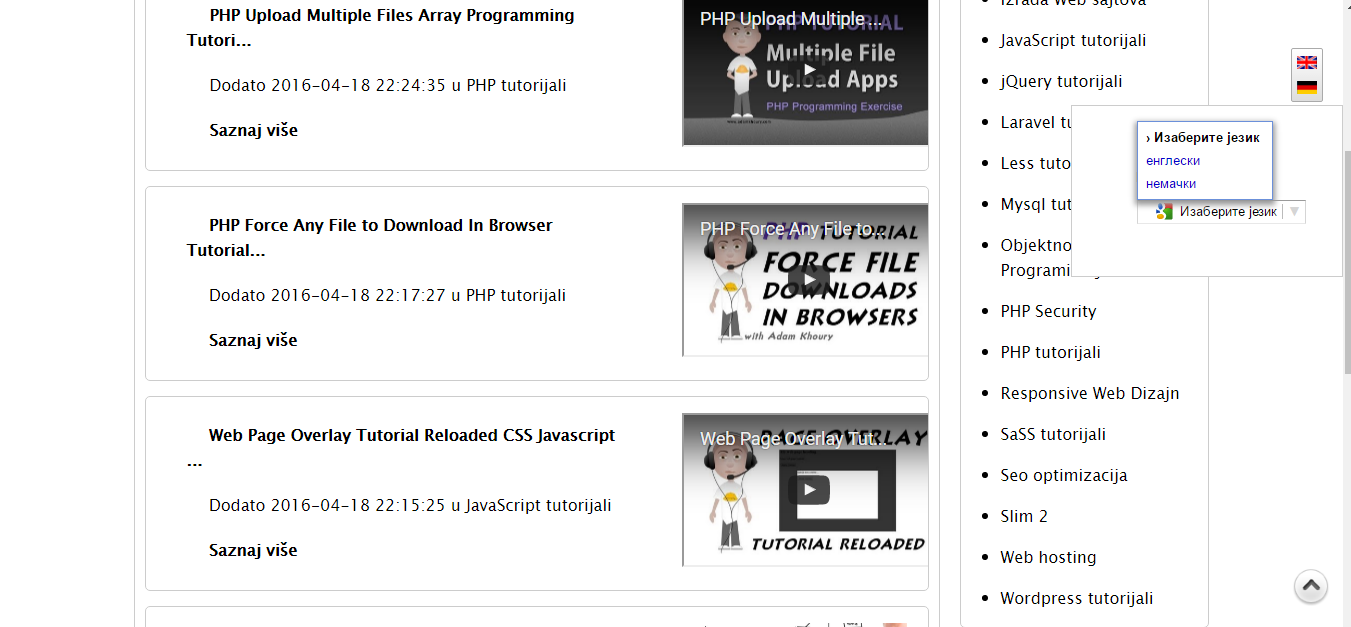 PHP Upload Multiple Files Array Programming
Tutori...
Dodato 2016-04-18 22:24:35 u PHP tutorijali
Saznaj više
PHP Upload Multiple ...
PHP TUTORIAL
Multiple File
Upload Apps
PHP Programming Exercise
PHP Force Any File to Download In Browser
Tutorial...
Dodato 2016-04-18 22:17:27 u PHP tutorijali
Saznaj više
PHP Force Any File to...
PHP TUTORIAL
FORCE FILE
DOWNLOADS
IN BROWSERS
with Adam Khoury
Web Page Overlay Tutorial Reloaded CSS Javascript
...
Dodato 2016-04-18 22:15:25 u JavaScript tutorijali
Saznaj više
Web Page Overlay Tut...
PAGE OVERLAY
TUTORIAL RELOADED
Izrada Web sajtova
JavaScript tutorijali
jQuery tutorijali
Laravel tu
Less tuto
Mysql tut
Objektno
Programi
PHP Security
PHP tutorijali
Responsive Web Dizajn
SaSS tutorijali
Seo optimizacija
Slim 2
Web hosting
Wordpress tutorijali
› Изаберите језик
енглески
немачки
Изаберите језик ▼